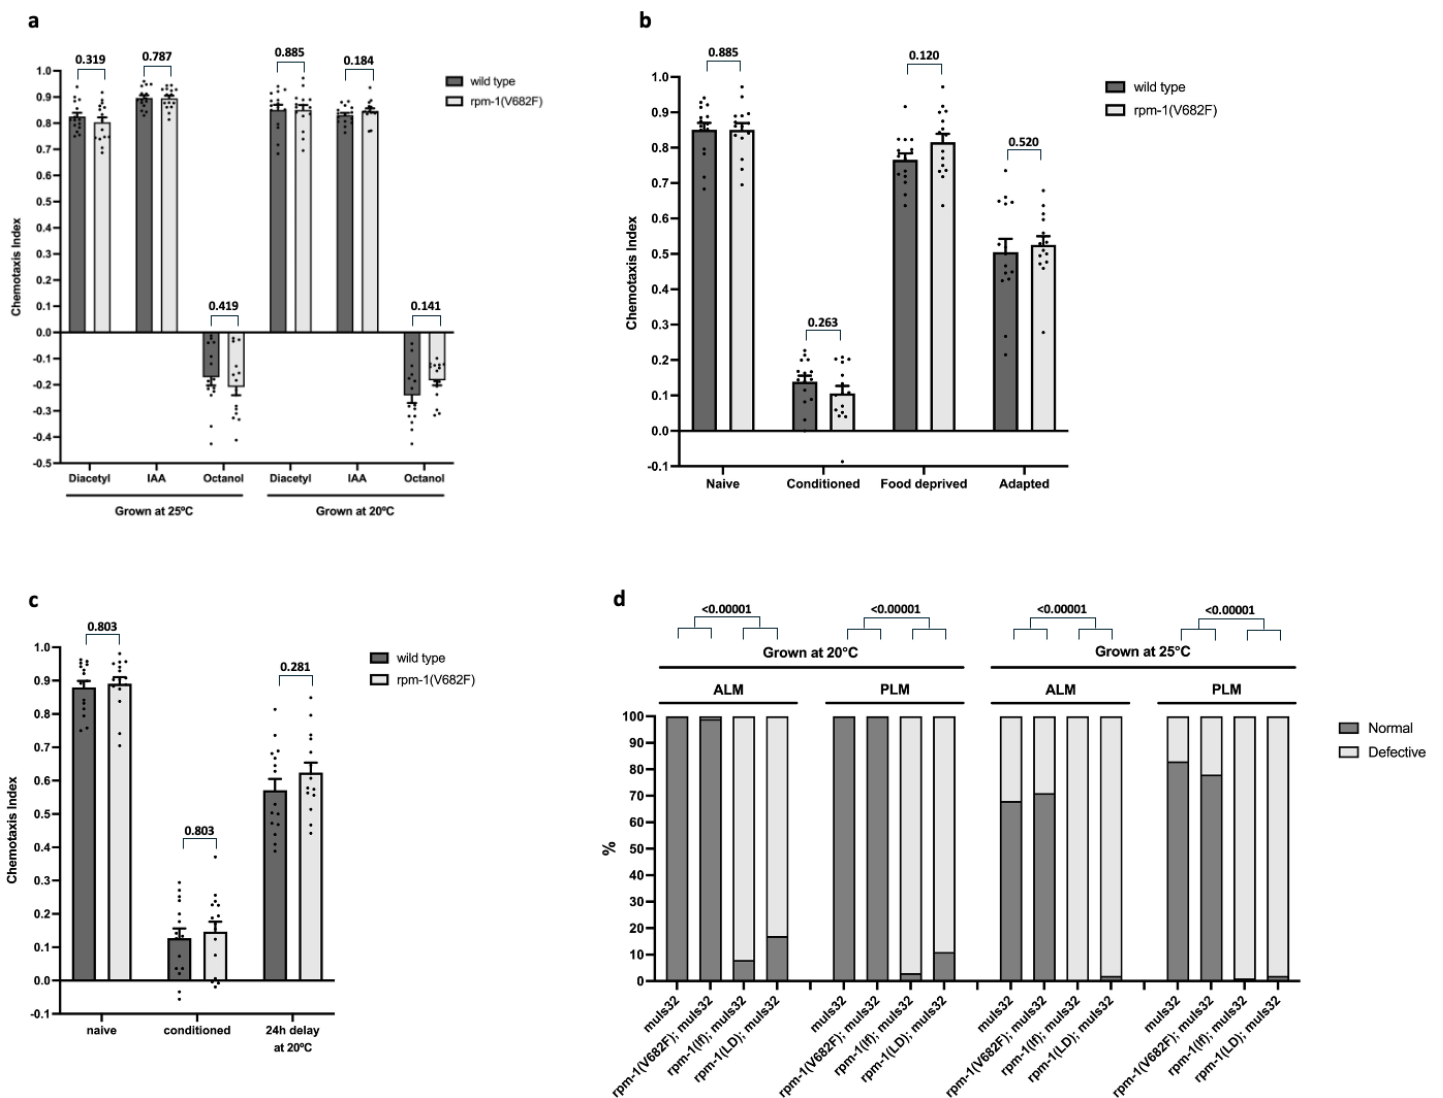 a
0.319
0.787
0.885
0.184
wild type
rpm-1(V682F)
1.0
0.9
0.8
0.7
0.6
0.5
0.4
0.3
0.2
0.1
0.0
-0.1
-0.2
-0.3
-0.4
-0.5
Chemotaxis Index
0.419
0.141
Diacetyl IAA Octanol Diacetyl IAA Octanol
Grown at 25ºC Grown at 20ºC
b
0.885
0.120
0.520
0.263
wild type
rpm-1(V682F)
1.0
0.9
0.8
0.7
0.6
0.5
0.4
0.3
0.2
0.1
0.0
-0.1
Chemotaxis Index
Naive Conditioned Food deprived Adapted
c
0.803
0.281
0.803
wild type
rpm-1(V682F)
1.0
0.9
0.8
0.7
0.6
0.5
0.4
0.3
0.2
0.1
0.0
-0.1
Chemotaxis Index
naive conditioned 24h delay
at 20ºC
d
<0.00001 <0.00001 <0.00001 <0.00001
Grown at 20°C Grown at 25°C
ALM PLM ALM PLM
Normal
Defective
100
90
80
70
60
50
40
30
20
10
0
%
muIs32
rpm-1(V682F); muIs32
rpm-1(lf); muIs32
rpm-1(LD); muIs32
muIs32
rpm-1(V682F); muIs32
rpm-1(lf); muIs32
rpm-1(LD); muIs32
muIs32
rpm-1(V682F); muIs32
rpm-1(lf); muIs32
rpm-1(LD); muIs32
muIs32
rpm-1(V682F); muIs32
rpm-1(lf); muIs32
rpm-1(LD); muIs32